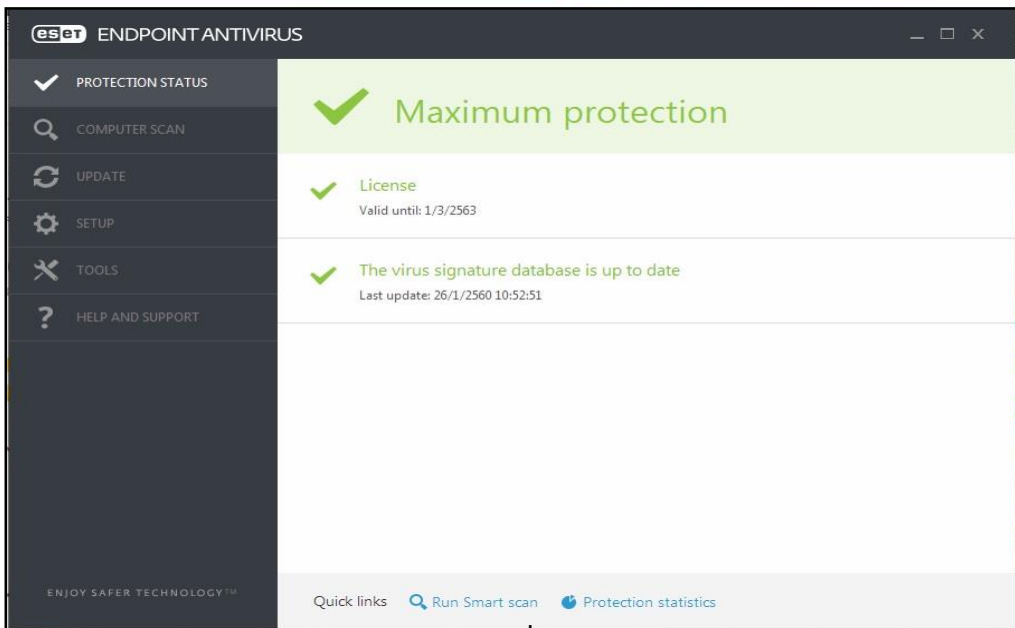 eset ENDPOINT ANTIVIRUS
PROTECTION STATUS
COMPUTER SCAN
UPDATE
SETUP
TOOLS
HELP AND SUPPORT
ENJOY SAFER TECHNOLOGY™
Maximum protection
License
Valid until: 1/3/2563
The virus signature database is up to date
Last update: 26/1/2560 10:52:51
Quick links Run Smart scan Protection statistics